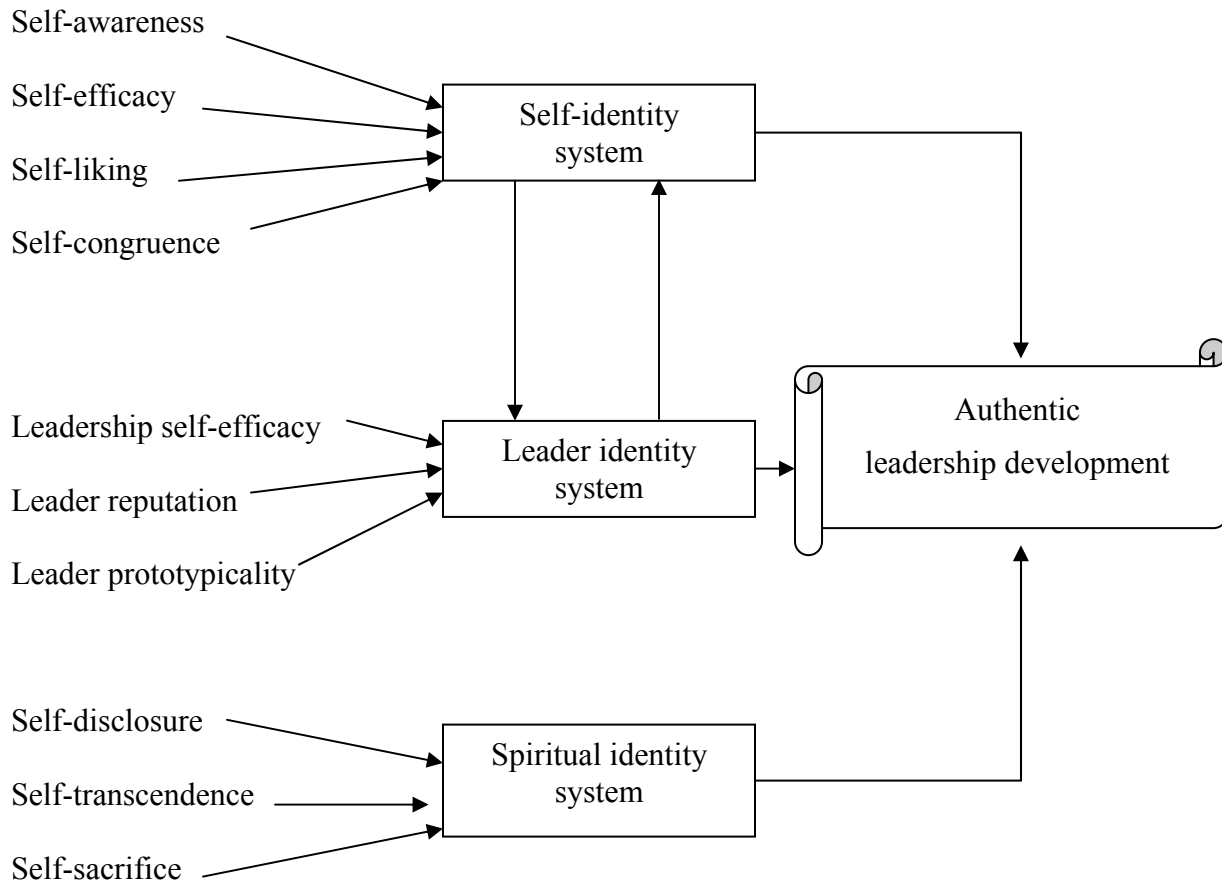 Self-awareness
Self-efficacy
Self-liking
Self-congruence
Self-identity
system
Leadership self-efficacy
Leader reputation
Leader prototypicality
Leader identity
system
Authentic
leadership development
Self-disclosure
Self-transcendence
Self-sacrifice
Spiritual identity
system